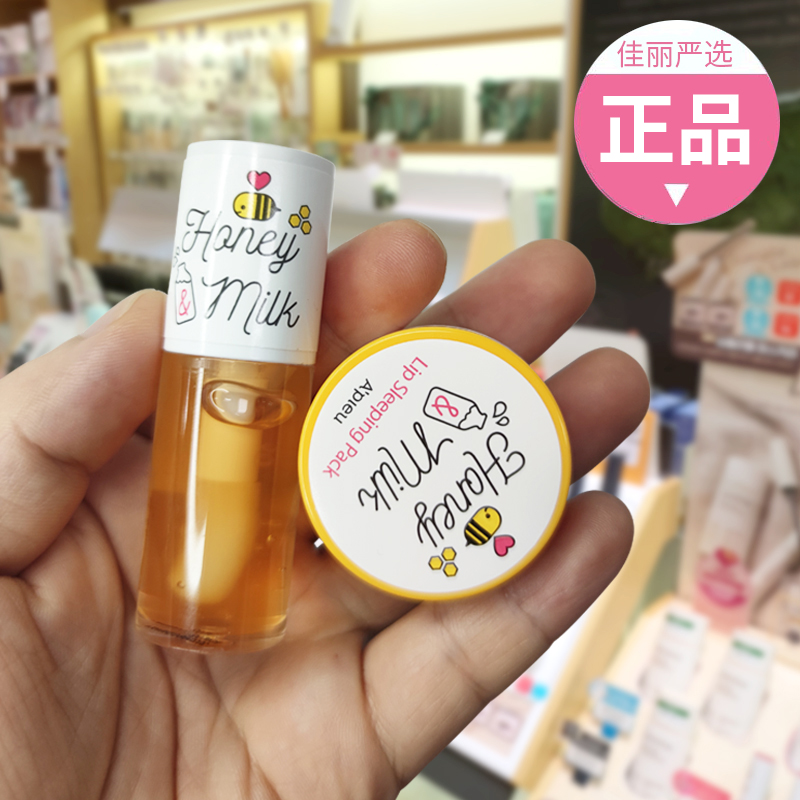 佳丽严选
正品
Honey
& Milk
Lip Sleeping Pack
A'pieu
Honey
& Milk